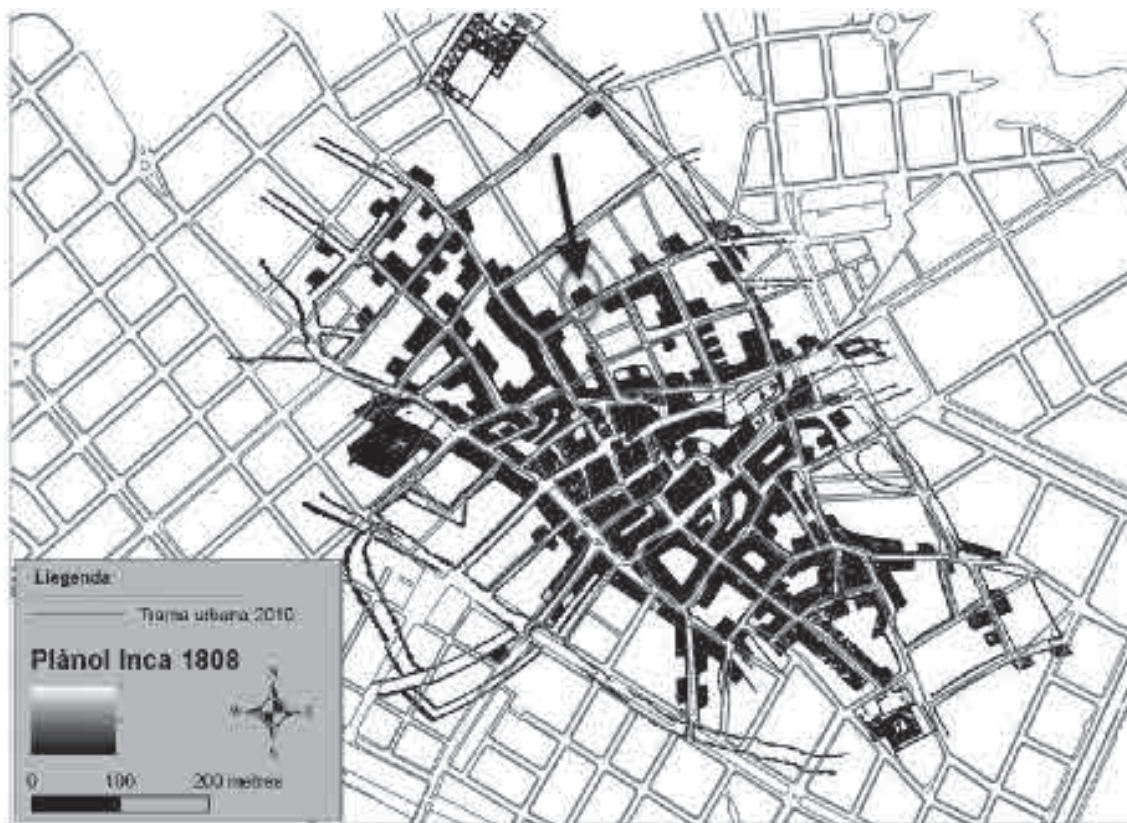 Llegenda
Trama urbana 2010
Plànol Inca 1808
N
W E
S
0 100 200 metres